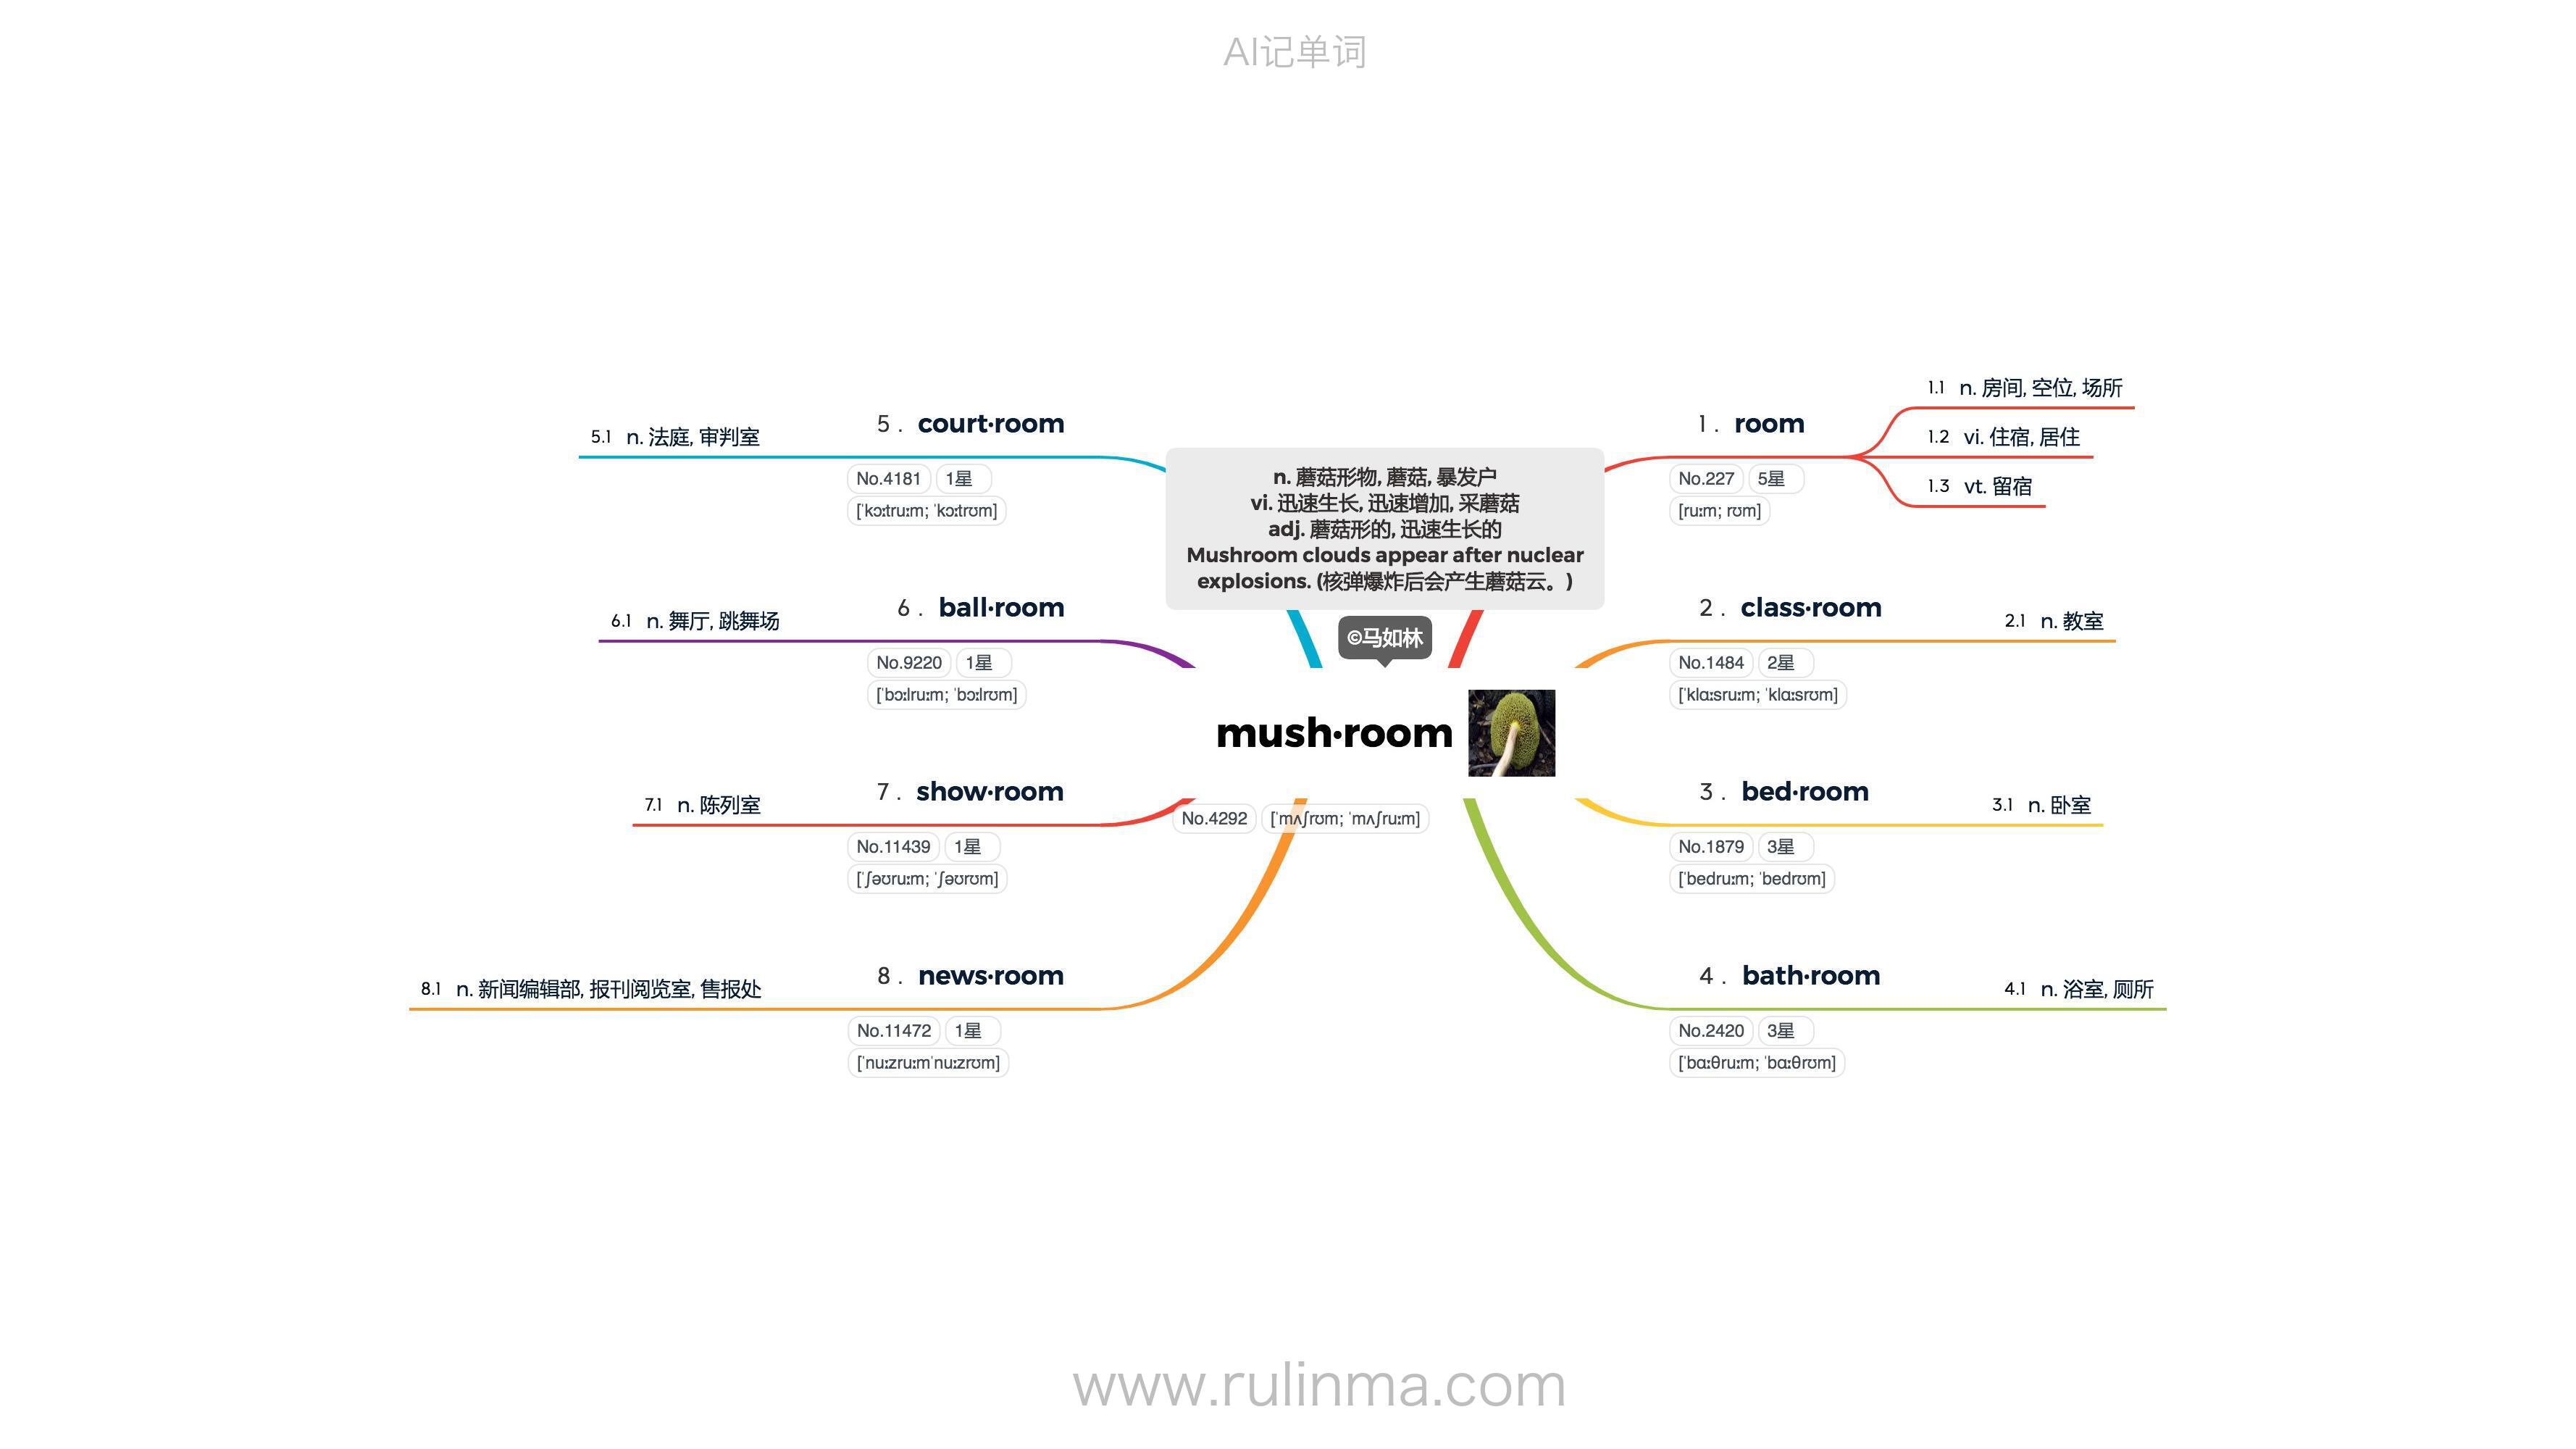 AI记单词
n. 蘑菇形物, 蘑菇, 暴发户
vi. 迅速生长, 迅速增加, 采蘑菇
adj. 蘑菇形的, 迅速生长的
Mushroom clouds appear after nuclear
explosions. (核弹爆炸后会产生蘑菇云。)
©马如林
mush·room
No.4292 [ˈmʌʃrʊm; ˈmʌʃruːm]
1 . room
No.227 5星
[ruːm; rʊm]
1.1 n. 房间, 空位, 场所
1.2 vi. 住宿, 居住
1.3 vt. 留宿
2 . class·room
2.1 n. 教室
No.1484 2星
[ˈklɑːsruːm; ˈklɑːsrʊm]
3 . bed·room
3.1 n. 卧室
No.1879 3星
[ˈbedruːm; ˈbedrʊm]
4 . bath·room
4.1 n. 浴室, 厕所
No.2420 3星
[ˈbɑːθruːm; ˈbɑːθrʊm]
5 . court·room
5.1 n. 法庭, 审判室
No.4181 1星
[ˈkɔːtruːm; ˈkɔːtrʊm]
6 . ball·room
6.1 n. 舞厅, 跳舞场
No.9220 1星
[ˈbɔːlruːm; ˈbɔːlrʊm]
7 . show·room
7.1 n. 陈列室
No.11439 1星
[ˈʃəʊruːm; ˈʃəʊrʊm]
8 . news·room
8.1 n. 新闻编辑部, 报刊阅览室, 售报处
No.11472 1星
[ˈnuːzruːmˈnuːzrʊm]
www.rulinma.com